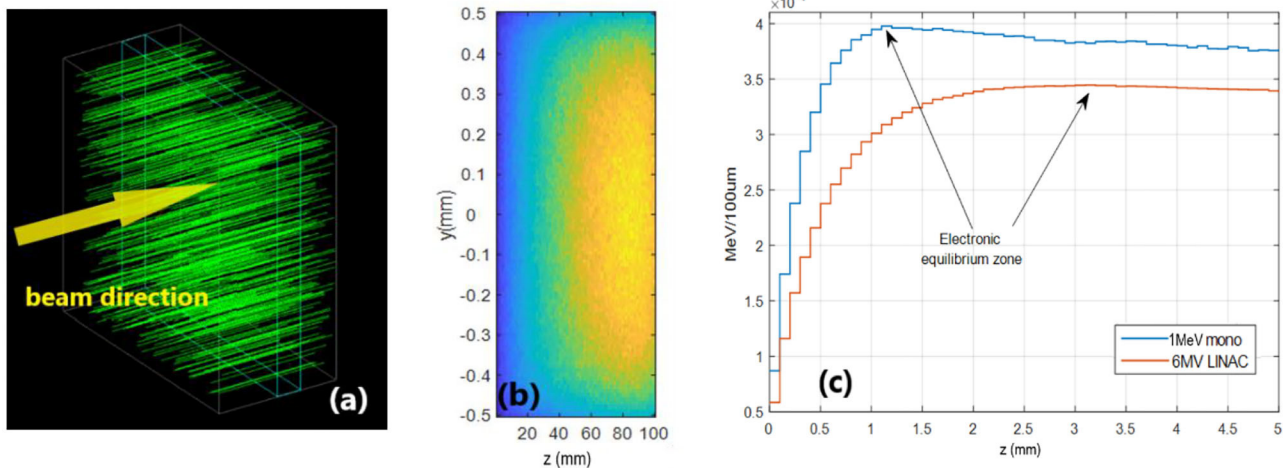 beam direction
(a)
0.5
0.4
0.3
0.2
0.1
0
-0.1
-0.2
-0.3
-0.4
-0.5
y(mm)
(b)
20 40 60 80 100
z (mm)
4
3.5
3
2.5
2
1.5
1
0.5
MeV/100um
Electronic
equilibrium zone
1MeV mono
6MV LINAC
(c)
0 0.5 1 1.5 2 2.5 3 3.5 4 4.5 5
z (mm)